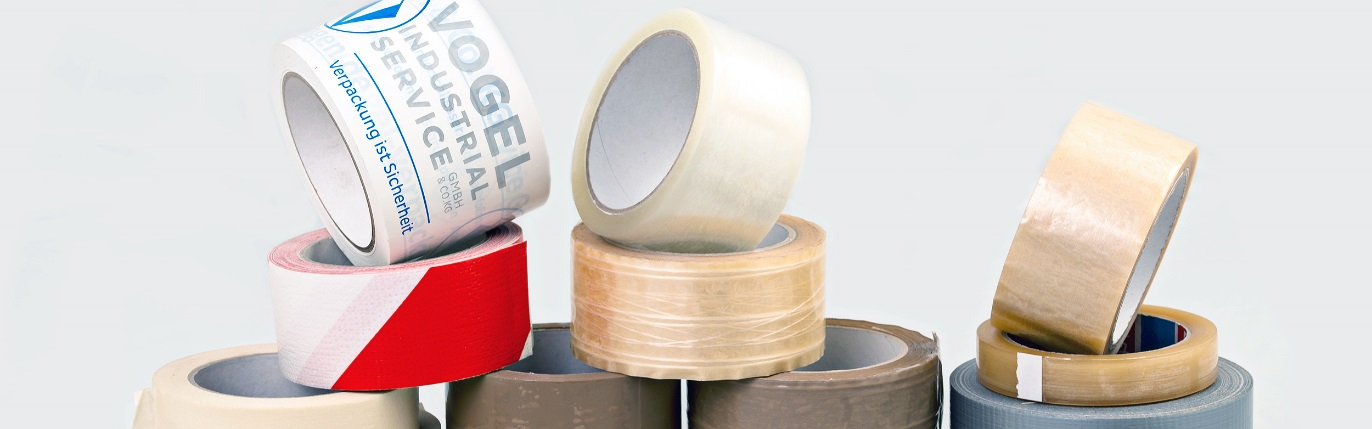 VOGEL
INDUSTRIAL
SERVICE GMBH
& CO.KG
Verpackung ist Sicherheit